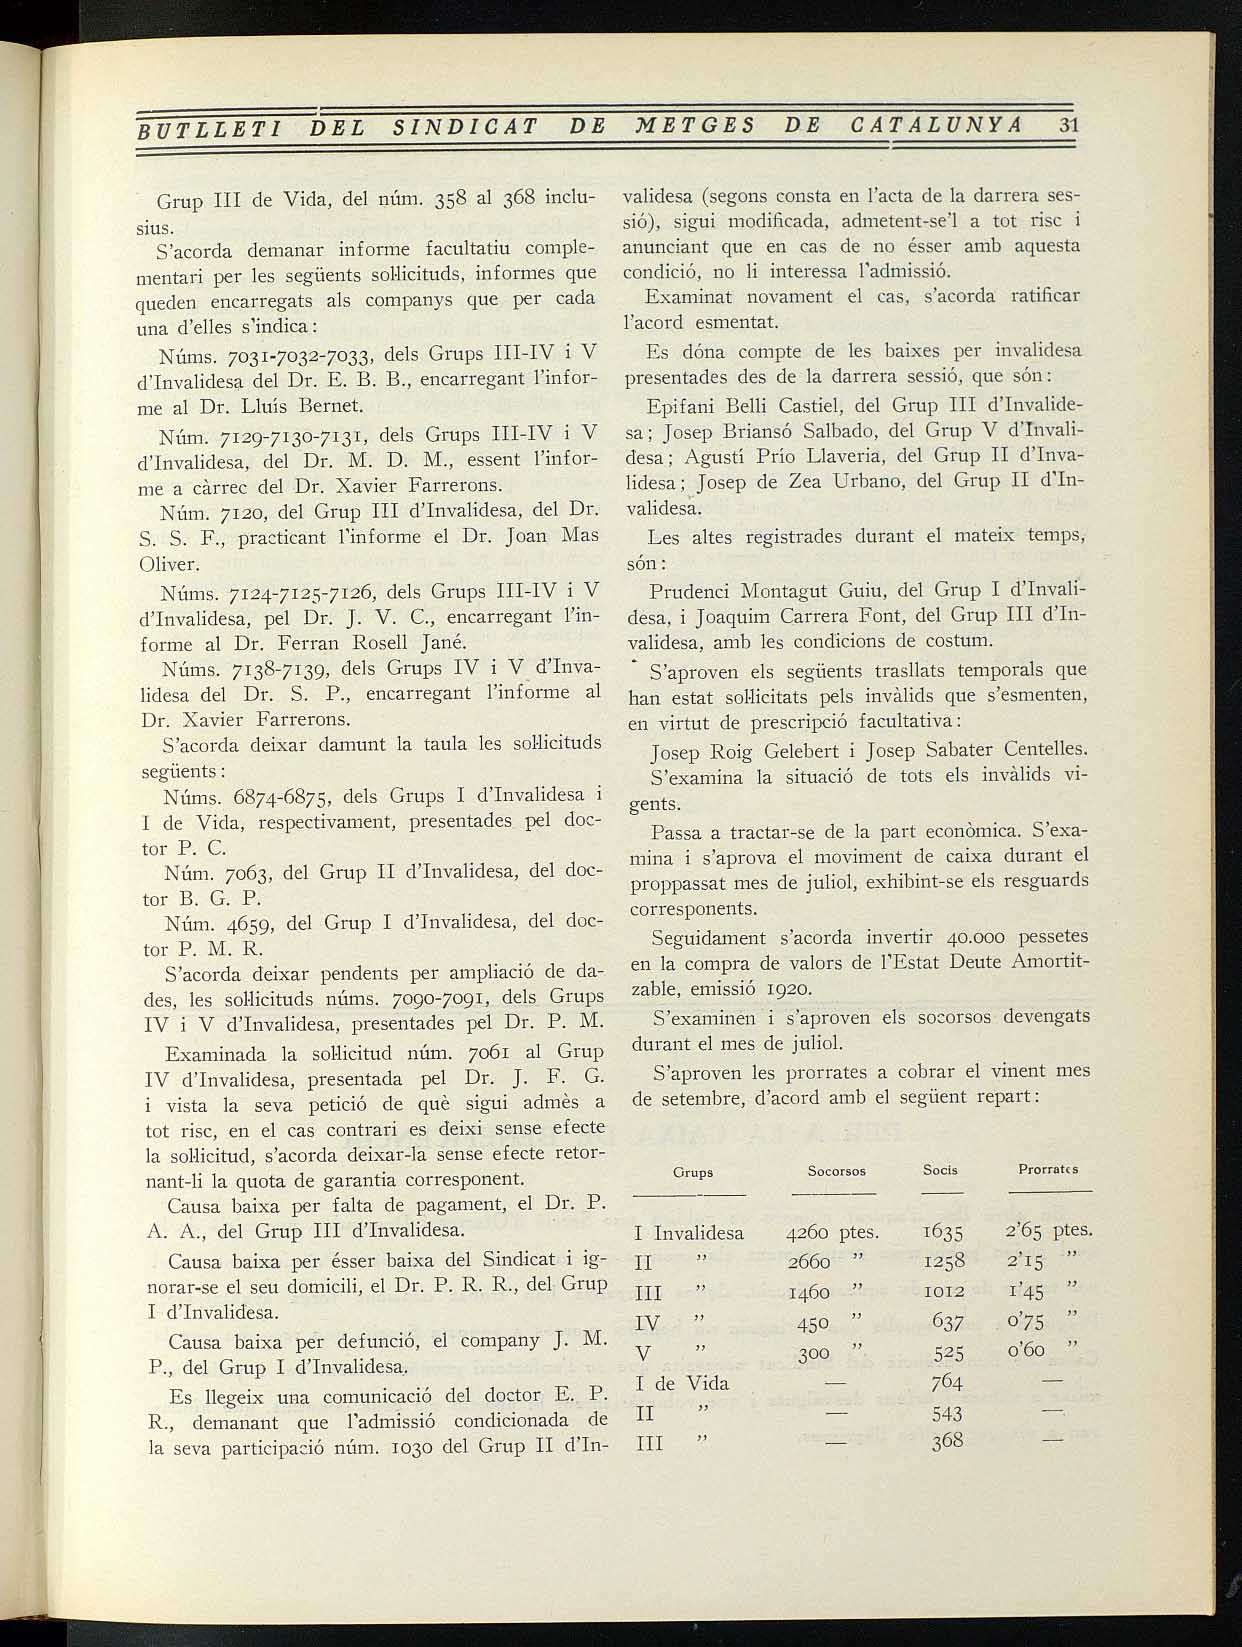 BUTLLETI DEL SINDICAT DE METGES DE CATALUNYA 31
Grup III de Vida, del núm. 358 al 368 inclu-
sius.
S'acorda demanar informe facultatiu comple-
mentari per les següents sol·licituds, informes que
queden encarregats als companys que per cada
una d'elles s'indica:
Núms. 7031-7032-7033, dels Grups III-IV i V
d'Invalidesa del Dr. E. B. B., encarregant l'infor-
me al Dr. Lluís Bernet.
Núm. 7129-7130-7131, dels Grups III-IV i V
d'Invalidesa, del Dr. M. D. M., essent l'infor-
me a càrrec del Dr. Xavier Farrerons.
Núm. 7120, del Grup III d'Invalidesa, del Dr.
S. S. F., practicant l'informe el Dr. Joan Mas
Oliver.
Núms. 7124-7125-7126, dels Grups III-IV i V
d'Invalidesa, pel Dr. J. V. C., encarregant l'in-
forme al Dr. Ferran Rosell Jané.
Núms. 7138-7139, dels Grups IV i V d'Inva-
lidesa del Dr. S. P., encarregant l'informe al
Dr. Xavier Farrerons.
S'acorda deixar damunt la taula les sol·licituds
següents:
Núms. 6874-6875, dels Grups I d'Invalidesa i
I de Vida, respectivament, presentades pel doc-
tor P. C.
Núm. 7063, del Grup II d'Invalidesa, del doc-
tor B. G. P.
Núm. 4659, del Grup I d'Invalidesa, del doc-
tor P. M. R.
S'acorda deixar pendents per ampliació de da-
des, les sol·licituds núms. 7090-7091, dels Grups
IV i V d'Invalidesa, presentades pel Dr. P. M.
Examinada la sol·licitud núm. 7061 al Grup
IV d'Invalidesa, presentada pel Dr. J. F. G.
i vista la seva petició de què sigui admès a
tot risc, en el cas contrari es deixi sense efecte
la sol·licitud, s'acorda deixar-la sense efecte retor-
nant-li la quota de garantia corresponent.
Causa baixa per falta de pagament, el Dr. P.
A. A., del Grup III d'Invalidesa.
Causa baixa per ésser baixa del Sindicat i ig-
norar-se el seu domicili, el Dr. P. R. R., del Grup
I d'Invalidesa.
Causa baixa per defunció, el company J. M.
P., del Grup I d'Invalidesa.
Es llegeix una comunicació del doctor E. P.
R., demanant que l'admissió condicionada de
la seva participació núm. 1030 del Grup II d'In-
validesa (segons consta en l'acta de la darrera ses-
sió), sigui modificada, admetent-se'l a tot risc i
anunciant que en cas de no ésser amb aquesta
condició, no li interessa l'admissió.
Examinat novament el cas, s'acorda ratificar
l'acord esmentat.
Es dóna compte de les baixes per invalidesa
presentades des de la darrera sessió, que són:
Epifani Belli Castiel, del Grup III d'Invalide-
sa; Josep Briansó Salbado, del Grup V d'Invali-
desa; Agustí Prío Llaveria, del Grup II d'Inva-
lidesa; Josep de Zea Urbano, del Grup II d'In-
validesa.
Les altes registrades durant el mateix temps,
són:
Prudenci Montagut Guiu, del Grup I d'Invali-
desa, i Joaquim Carrera Font, del Grup III d'In-
validesa, amb les condicions de costum.
S'aproven els següents trasllats temporals que
han estat sol·licitats pels invàlids que s'esmenten,
en virtut de prescripció facultativa:
Josep Roig Gelebert i Josep Sabater Centelles.
S'examina la situació de tots els invàlids vi-
gents.
Passa a tractar-se de la part econòmica. S'exa-
mina i s'aprova el moviment de caixa durant el
proppassat mes de juliol, exhibint-se els resguards
corresponents.
Seguidament s'acorda invertir 40.000 pessetes
en la compra de valors de l'Estat Deute Amortit-
zable, emissió 1920.
S'examinen i s'aproven els socorsos devengats
durant el mes de juliol.
S'aproven les prorrates a cobrar el vinent mes
de setembre, d'acord amb el següent repart:
Grups Socorsos Socis Prorrates
I Invalidesa 4260 ptes. 1635 2'65 ptes.
II " 2660 " 1258 2'15 "
III " 1460 " 1012 1'45 "
IV " 450 " 637 0'75 "
V " 300 " 525 0'60 "
I de Vida — 764 —
II " — 543 —
III " — 368 —